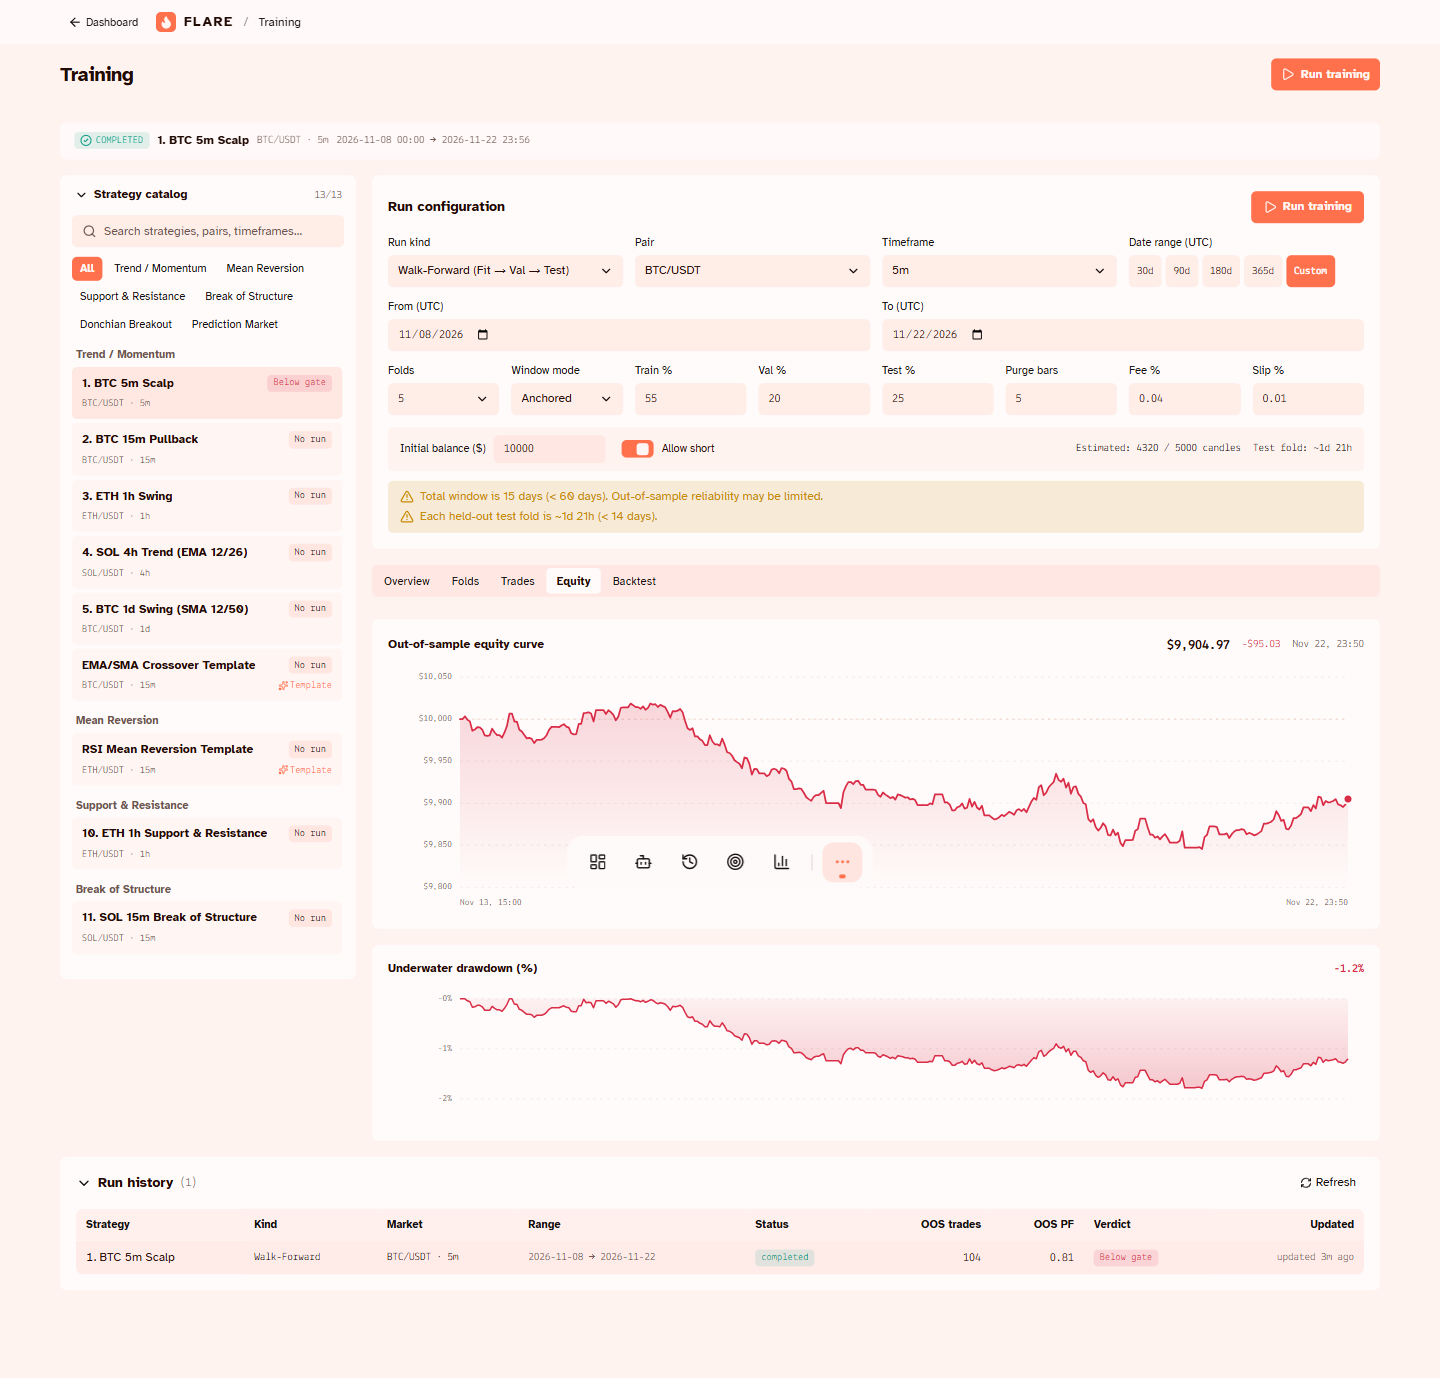 Dashboard FLARE / Training
Training
Run training
COMPLETED 1. BTC 5m Scalp BTC/USDT · 5m 2026-11-08 00:00 → 2026-11-22 23:56
Strategy catalog 13/13
Search strategies, pairs, timeframes...
All Trend / Momentum Mean Reversion
Support & Resistance Break of Structure
Donchian Breakout Prediction Market
Trend / Momentum
1. BTC 5m Scalp Below gate
BTC/USDT · 5m
2. BTC 15m Pullback No run
BTC/USDT · 15m
3. ETH 1h Swing No run
ETH/USDT · 1h
4. SOL 4h Trend (EMA 12/26) No run
SOL/USDT · 4h
5. BTC 1d Swing (SMA 12/50) No run
BTC/USDT · 1d
EMA/SMA Crossover Template No run
BTC/USDT · 15m Template
Mean Reversion
RSI Mean Reversion Template No run
ETH/USDT · 15m Template
Support & Resistance
10. ETH 1h Support & Resistance No run
ETH/USDT · 1h
Break of Structure
11. SOL 15m Break of Structure No run
SOL/USDT · 15m
Run configuration Run training
Run kind Pair Timeframe Date range (UTC)
Walk-Forward (Fit → Val → Test) BTC/USDT 5m 30d 90d 180d 365d Custom
From (UTC) To (UTC)
11/08/2026 11/22/2026
Folds Window mode Train % Val % Test % Purge bars Fee % Slip %
5 Anchored 55 20 25 5 0.04 0.01
Initial balance ($) 10000 Allow short Estimated: 4320 / 5000 candles Test fold: ~1d 21h
Total window is 15 days (< 60 days). Out-of-sample reliability may be limited.
Each held-out test fold is ~1d 21h (< 14 days).
Overview Folds Trades Equity Backtest
Out-of-sample equity curve $9,904.97 -$95.03 Nov 22, 23:50
$10,050
$10,000
$9,950
$9,900
$9,850
$9,800
Nov 13, 15:00 Nov 22, 23:50
Underwater drawdown (%) -1.2%
-0%
-1%
-2%
Run history (1) Refresh
Strategy Kind Market Range Status OOS trades OOS PF Verdict Updated
1. BTC 5m Scalp Walk-Forward BTC/USDT · 5m 2026-11-08 → 2026-11-22 completed 104 0.81 Below gate updated 3m ago